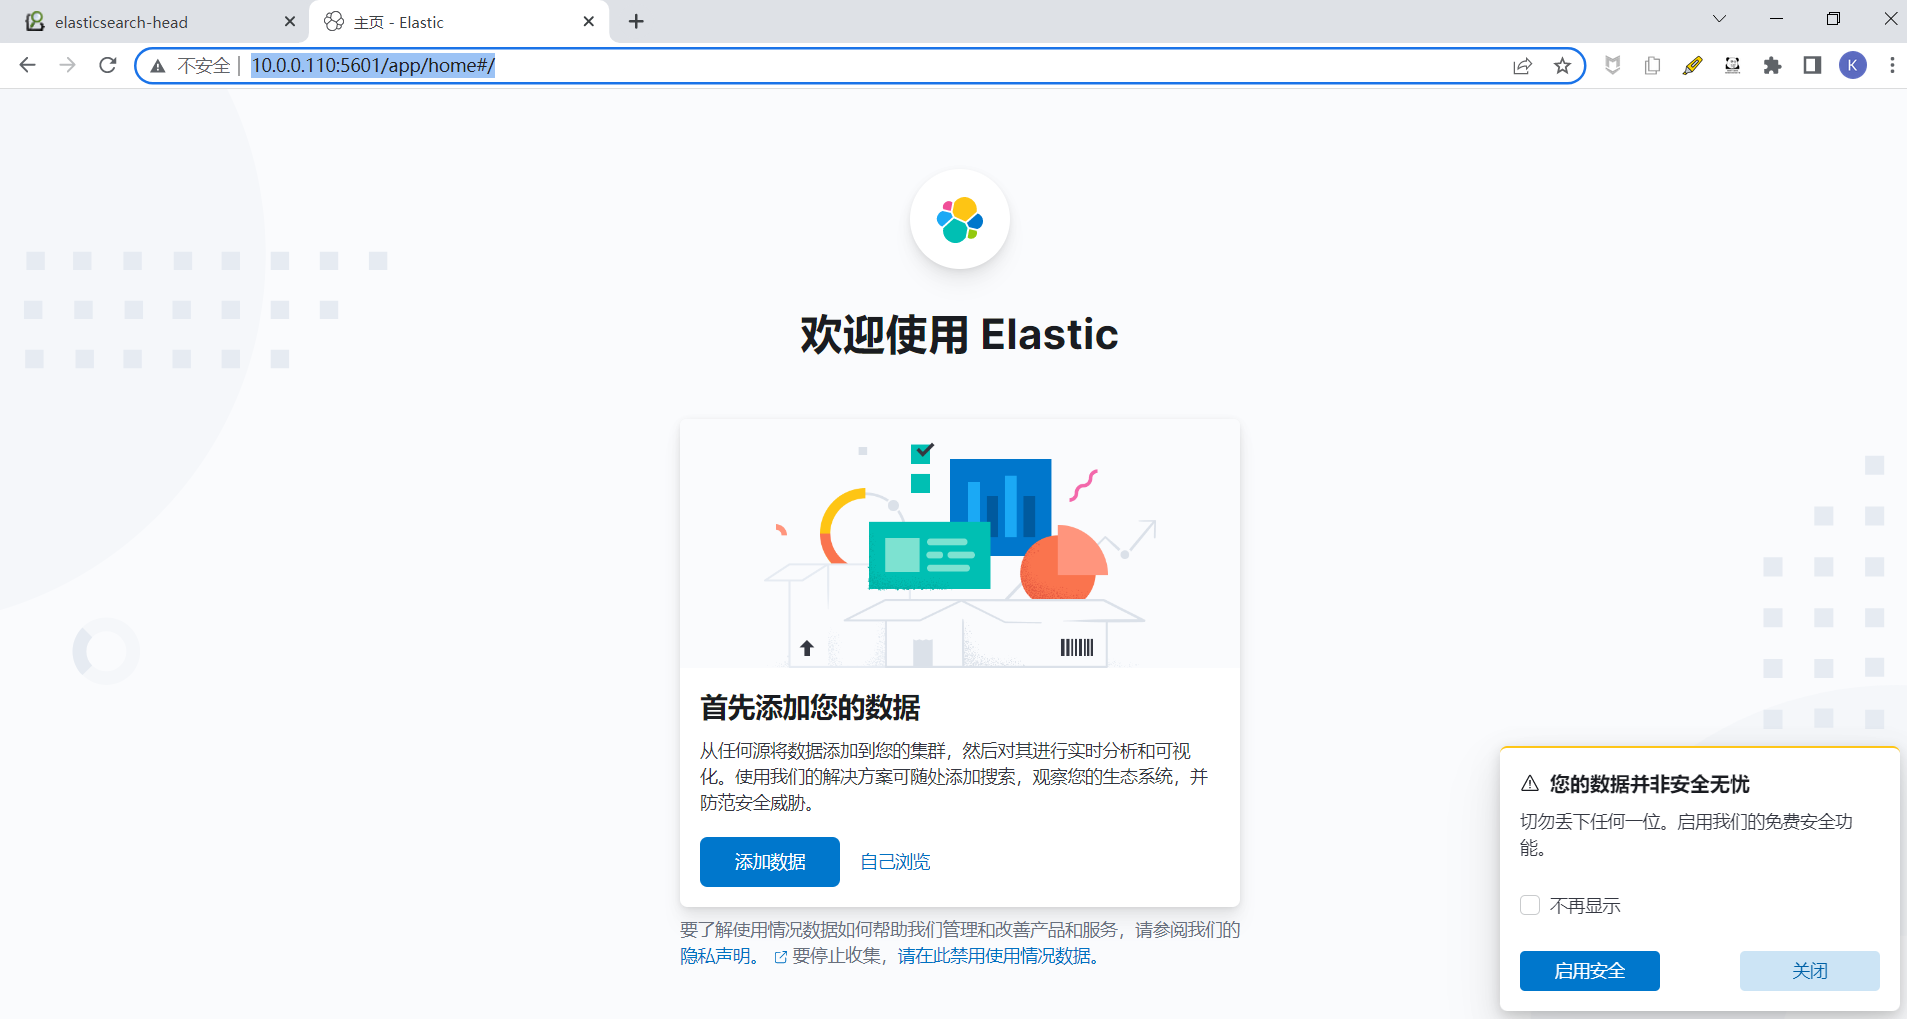 elasticsearch-head
主页 - Elastic
不安全
10.0.0.110:5601/app/home#/
K
欢迎使用 Elastic
首先添加您的数据
从任何源将数据添加到您的集群，然后对其进行实时分析和可视
化。使用我们的解决方案可随处添加搜索，观察您的生态系统，并
防范安全威胁。
添加数据
自己浏览
要了解使用情况数据如何帮助我们管理和改善产品和服务，请参阅我们的
隐私声明。 要停止收集，请在此禁用使用情况数据。
您的数据并非安全无忧
切勿丢下任何一位。启用我们的免费安全功
能。
不再显示
启用安全
关闭